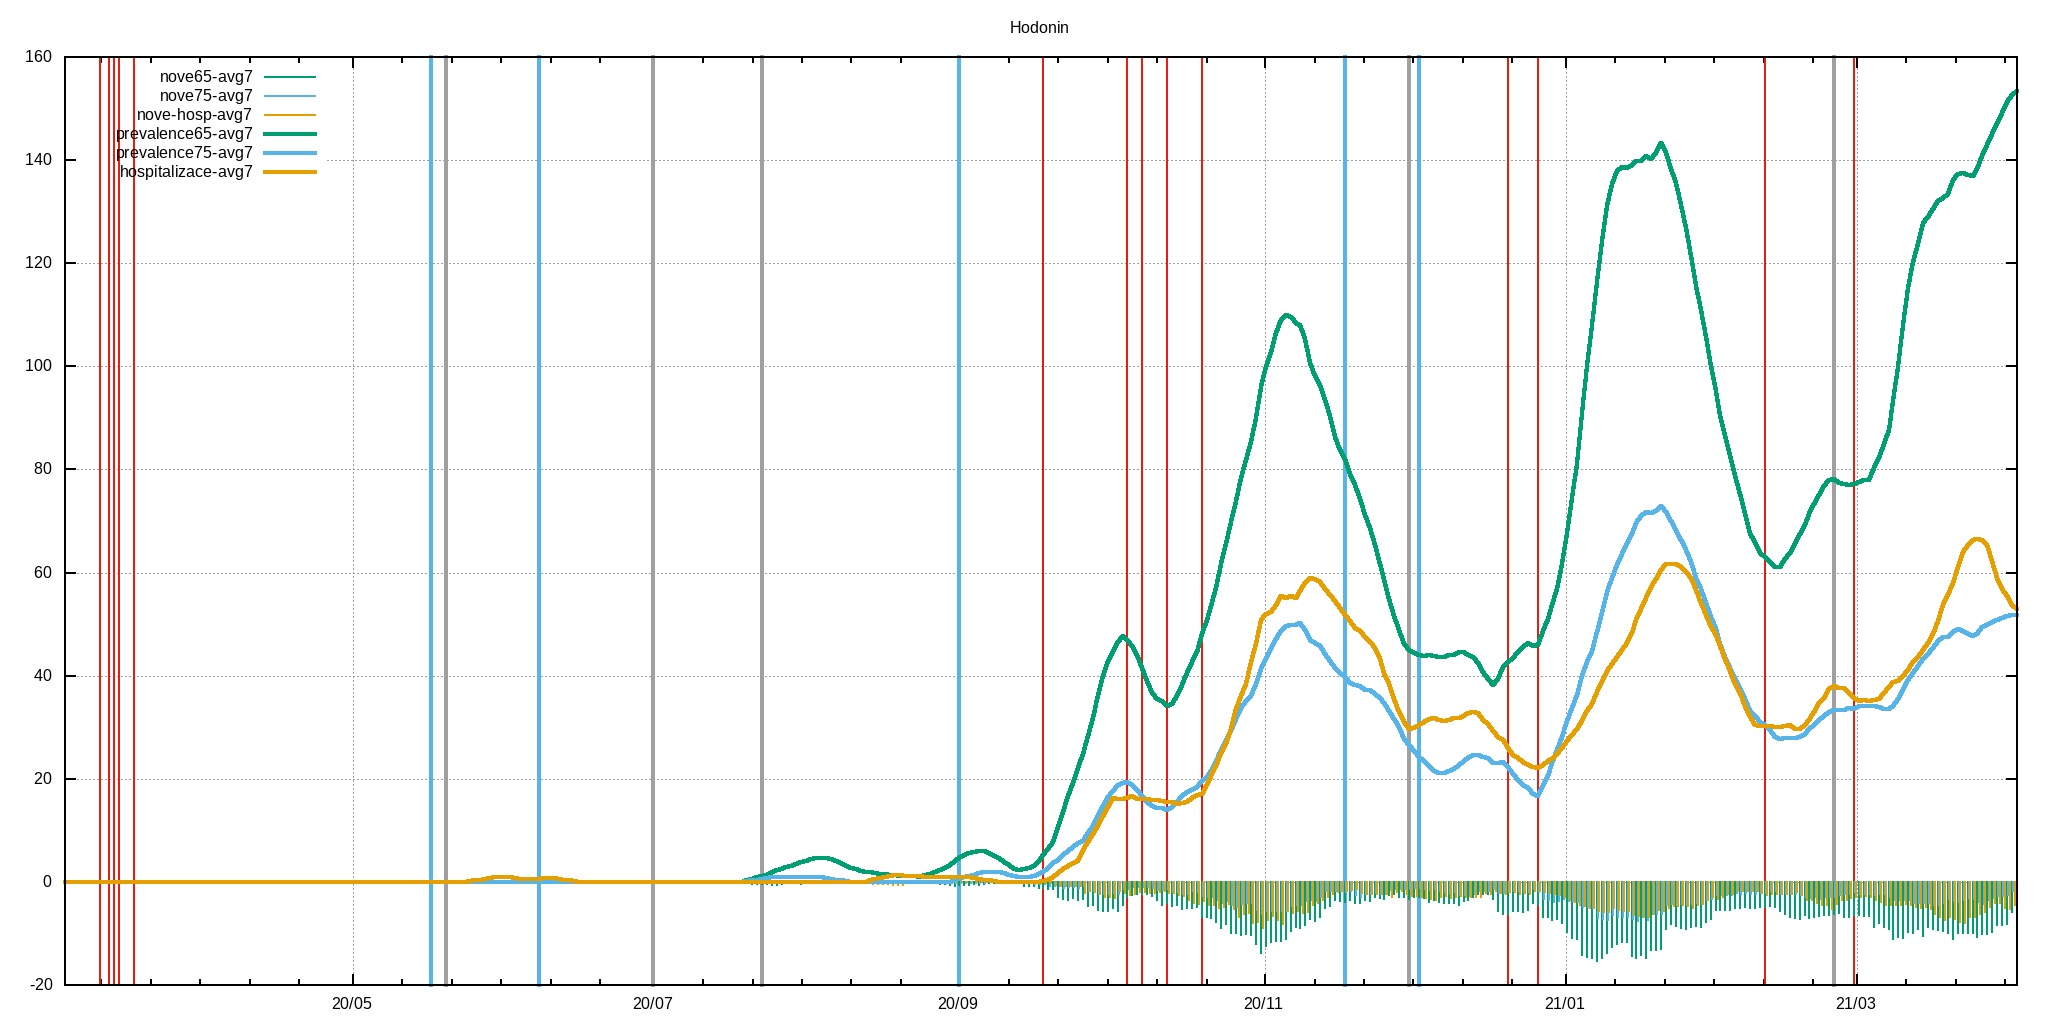 Hodonin
160
140
120
100
80
60
40
20
0
-20
nove65-avg7
nove75-avg7
nove-hosp-avg7
prevalence65-avg7
prevalence75-avg7
hospitalizace-avg7
20/05 20/07 20/09 20/11 21/01 21/03